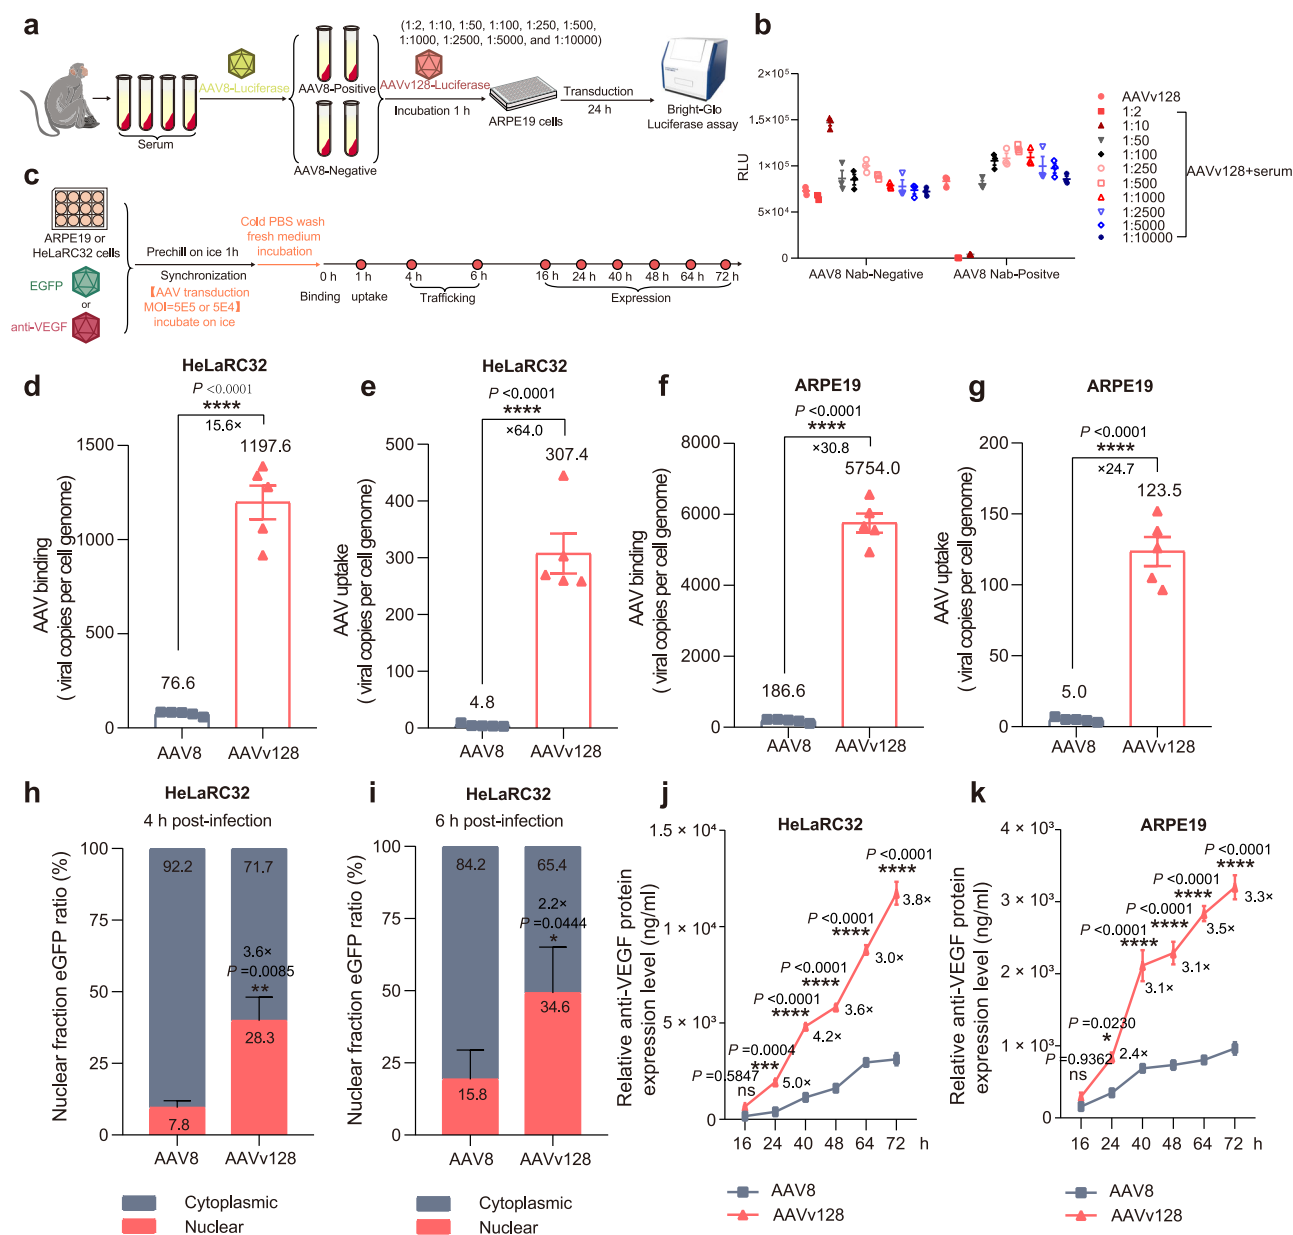 a
(1:2, 1:10, 1:50, 1:100, 1:250, 1:500,
1:1000, 1:2500, 1:5000, and 1:10000)
AAV8-Luciferase
AAV8-Positive
AAVv128-Luciferase
Incubation 1 h
Transduction
24 h
ARPE19 cells
Bright-Glo
Luciferase assay
Serum
AAV8-Negative
b
2×10⁵
1.5×10⁵
1×10⁵
5×10⁴
0
RLU
AAV8 Nab-Negative
AAV8 Nab-Positve
AAVv128
1:2
1:10
1:50
1:100
1:250
1:500
1:1000
1:2500
1:5000
1:10000
AAVv128+serum
c
ARPE19 or
HeLaRC32 cells
EGFP
or
anti-VEGF
Prechill on ice 1h
Synchronization
【AAV transduction
MOI=5E5 or 5E4】
incubate on ice
Cold PBS wash
fresh medium
incubation
0 h
1 h
4 h
6 h
16 h
24 h
40 h
48 h
64 h
72 h
Binding
uptake
Trafficking
Expression
d
HeLaRC32
P <0.0001
****
15.6×
1197.6
76.6
1500
1000
500
0
AAV binding
( viral copies per cell genome)
AAV8
AAVv128
e
HeLaRC32
P <0.0001
****
×64.0
307.4
4.8
500
400
300
200
100
0
AAV uptake
(viral copies per cell genome)
AAV8
AAVv128
f
ARPE19
P <0.0001
****
×30.8
5754.0
186.6
8000
6000
4000
2000
0
AAV binding
( viral copies per cell genome)
AAV8
AAVv128
g
ARPE19
P <0.0001
****
×24.7
123.5
5.0
200
150
100
50
0
AAV uptake
( viral copies per cell genome)
AAV8
AAVv128
h
HeLaRC32
4 h post-infection
100
75
50
25
0
Nuclear fraction eGFP ratio (%)
92.2
71.7
3.6×
P =0.0085
**
28.3
7.8
AAV8
AAVv128
Cytoplasmic
Nuclear
i
HeLaRC32
6 h post-infection
100
75
50
25
0
Nuclear fraction eGFP ratio (%)
84.2
65.4
2.2×
P =0.0444
*
34.6
15.8
AAV8
AAVv128
Cytoplasmic
Nuclear
j
HeLaRC32
1.5 × 10⁴
1 × 10⁴
5 × 10³
0
Relative anti-VEGF protein
expression level (ng/ml)
P <0.0001
****
3.8×
P <0.0001
****
3.0×
P <0.0001
****
3.6×
P <0.0001
****
4.2×
P =0.0004
***
5.0×
P =0.5847
ns
16
24
40
48
64
72
h
AAV8
AAVv128
k
ARPE19
4 × 10³
3 × 10³
2 × 10³
1 × 10³
0
Relative anti-VEGF protein
expression level (ng/ml)
P <0.0001
****
3.3×
P <0.0001
****
3.5×
P <0.0001
****
3.1×
P <0.0001
****
3.1×
P =0.0230
*
2.4×
P =0.9362
ns
16
24
40
48
64
72
h
AAV8
AAVv128